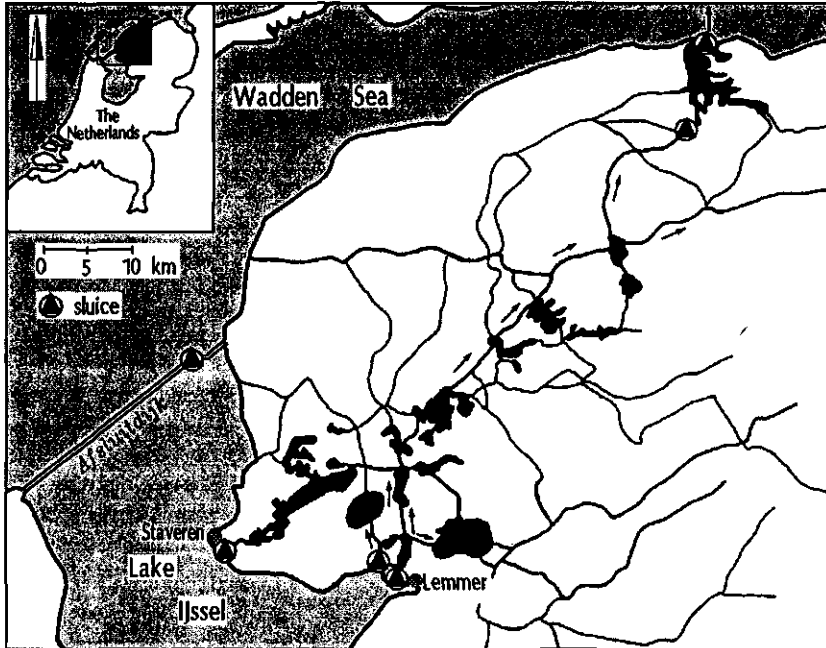 The
Netherlands
Wadden Sea
0 5 10 km
sluice
Afsluitdijk
Staveren
Lake
IJssel
Lemmer